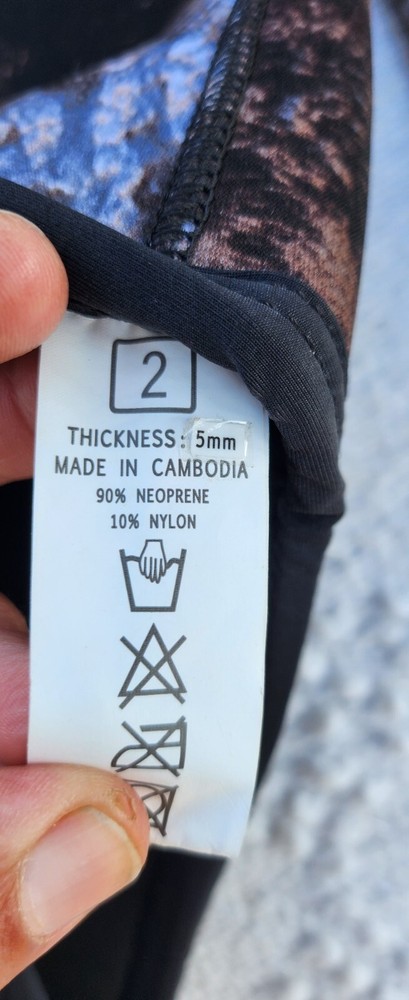 2
THICKNESS: 5mm
MADE IN CAMBODIA
90% NEOPRENE
10% NYLON